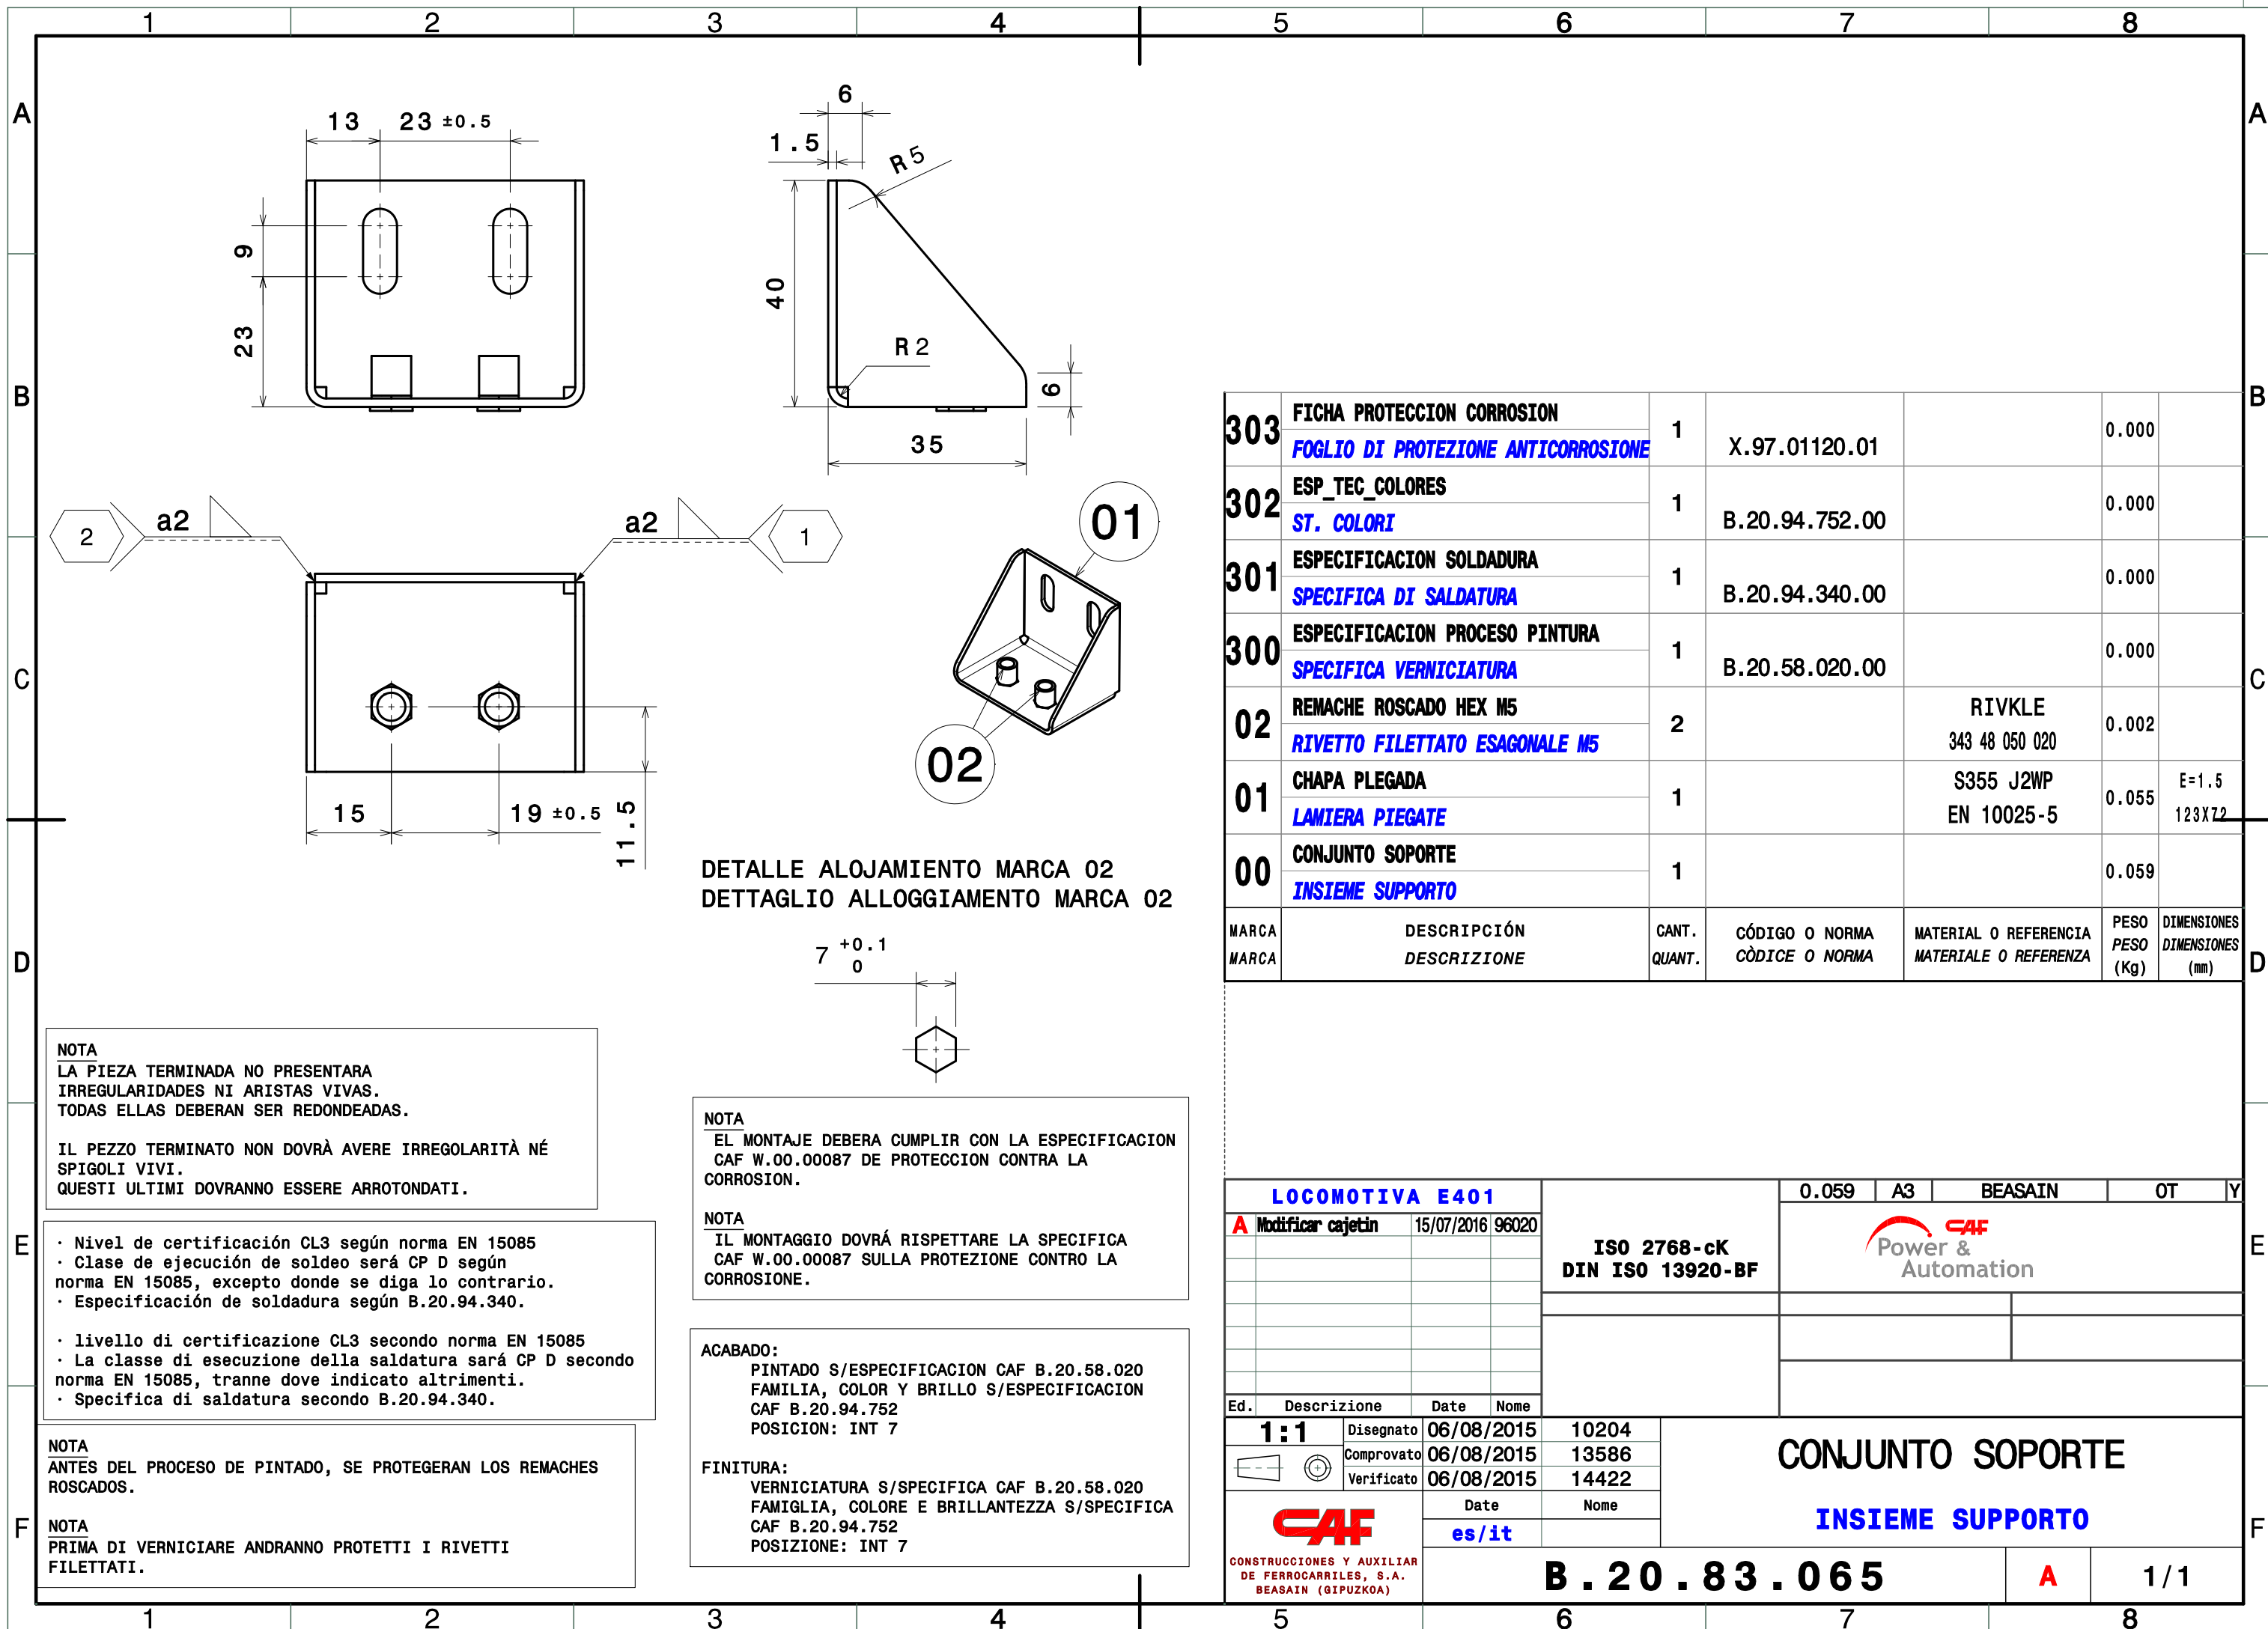 1 2 3 4 5 6 7 8
A A
B B
C C
D D
E E
F F
13 23 ±0.5
9
23
6
1.5
R5
40
R2
6
35
2 a2
a2 1
15 19 ±0.5
11.5
01
02
DETALLE ALOJAMIENTO MARCA 02
DETTAGLIO ALLOGGIAMENTO MARCA 02
7 +0.1
0
NOTA
LA PIEZA TERMINADA NO PRESENTARA
IRREGULARIDADES NI ARISTAS VIVAS.
TODAS ELLAS DEBERAN SER REDONDEADAS.
IL PEZZO TERMINATO NON DOVRÀ AVERE IRREGOLARITÀ NÉ
SPIGOLI VIVI.
QUESTI ULTIMI DOVRANNO ESSERE ARROTONDATI.
· Nivel de certificación CL3 según norma EN 15085
· Clase de ejecución de soldeo será CP D según
norma EN 15085, excepto donde se diga lo contrario.
· Especificación de soldadura según B.20.94.340.
· livello di certificazione CL3 secondo norma EN 15085
· La classe di esecuzione della saldatura sará CP D secondo
norma EN 15085, tranne dove indicato altrimenti.
· Specifica di saldatura secondo B.20.94.340.
NOTA
ANTES DEL PROCESO DE PINTADO, SE PROTEGERAN LOS REMACHES
ROSCADOS.
NOTA
PRIMA DI VERNICIARE ANDRANNO PROTETTI I RIVETTI
FILETTATI.
NOTA
EL MONTAJE DEBERA CUMPLIR CON LA ESPECIFICACION
CAF W.00.00087 DE PROTECCION CONTRA LA
CORROSION.
NOTA
IL MONTAGGIO DOVRÁ RISPETTARE LA SPECIFICA
CAF W.00.00087 SULLA PROTEZIONE CONTRO LA
CORROSIONE.
ACABADO:
PINTADO S/ESPECIFICACION CAF B.20.58.020
FAMILIA, COLOR Y BRILLO S/ESPECIFICACION
CAF B.20.94.752
POSICION: INT 7
FINITURA:
VERNICIATURA S/SPECIFICA CAF B.20.58.020
FAMIGLIA, COLORE E BRILLANTEZZA S/SPECIFICA
CAF B.20.94.752
POSIZIONE: INT 7
303 FICHA PROTECCION CORROSION 1 X.97.01120.01 0.000
FOGLIO DI PROTEZIONE ANTICORROSIONE
302 ESP_TEC_COLORES 1 B.20.94.752.00 0.000
ST. COLORI
301 ESPECIFICACION SOLDADURA 1 B.20.94.340.00 0.000
SPECIFICA DI SALDATURA
300 ESPECIFICACION PROCESO PINTURA 1 B.20.58.020.00 0.000
SPECIFICA VERNICIATURA
02 REMACHE ROSCADO HEX M5 2 RIVKLE 0.002
RIVETTO FILETTATO ESAGONALE M5 343 48 050 020
01 CHAPA PLEGADA 1 S355 J2WP 0.055 E=1.5
LAMIERA PIEGATE EN 10025-5 123X72
00 CONJUNTO SOPORTE 1 0.059
INSIEME SUPPORTO
MARCA DESCRIPCIÓN CANT. CÓDIGO O NORMA MATERIAL O REFERENCIA PESO DIMENSIONES
MARCA DESCRIZIONE QUANT. CÒDICE O NORMA MATERIALE O REFERENZA PESO DIMENSIONES
(Kg) (mm)
LOCOMOTIVA E401
A Modificar cajetin 15/07/2016 96020
Ed. Descrizione Date Nome
ISO 2768-cK
DIN ISO 13920-BF
0.059 A3 BEASAIN OT Y
CAF
Power &
Automation
1:1
Disegnato 06/08/2015 10204
Comprovato 06/08/2015 13586
Verificato 06/08/2015 14422
Date Nome
es/it
CAF
CONSTRUCCIONES Y AUXILIAR
DE FERROCARRILES, S.A.
BEASAIN (GIPUZKOA)
CONJUNTO SOPORTE
INSIEME SUPPORTO
B.20.83.065 A 1/1
1 2 3 4 5 6 7 8